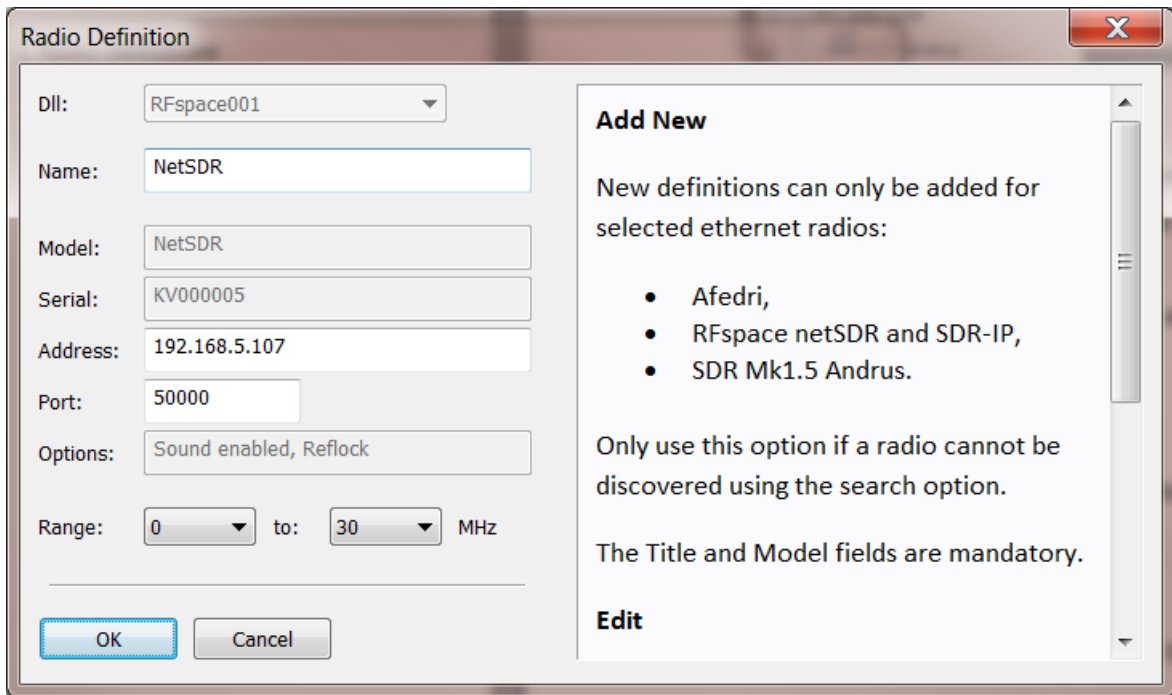 Radio Definition
Dll: RFspace001
Name: NetSDR
Model: NetSDR
Serial: KV000005
Address: 192.168.5.107
Port: 50000
Options: Sound enabled, Reflock
Range: 0 to: 30 MHz
OK Cancel
Add New
New definitions can only be added for
selected ethernet radios:
• Afedri,
• RFspace netSDR and SDR-IP,
• SDR Mk1.5 Andrus.
Only use this option if a radio cannot be
discovered using the search option.
The Title and Model fields are mandatory.
Edit